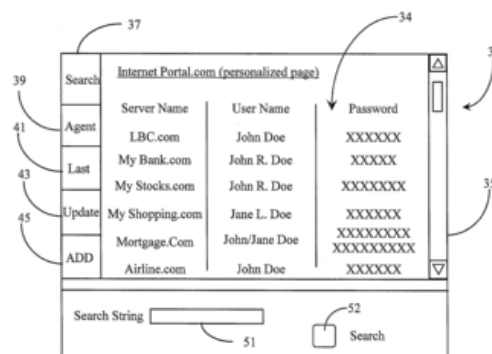 37
34
39
41
43
45
35
Search
Agent
Last
Update
ADD
Internet Portal.com (personalized page)
Server Name User Name Password
LBC.com John Doe XXXXXX
My Bank.com John R. Doe XXXXX
My Stocks.com John R. Doe XXXXXXX
My Shopping.com Jane L. Doe XXXXXX
Mortgage.Com John/Jane Doe XXXXXXXX
XXXXXXXXX
Airline.com John Doe XXXXXX
Search String
51
52
Search